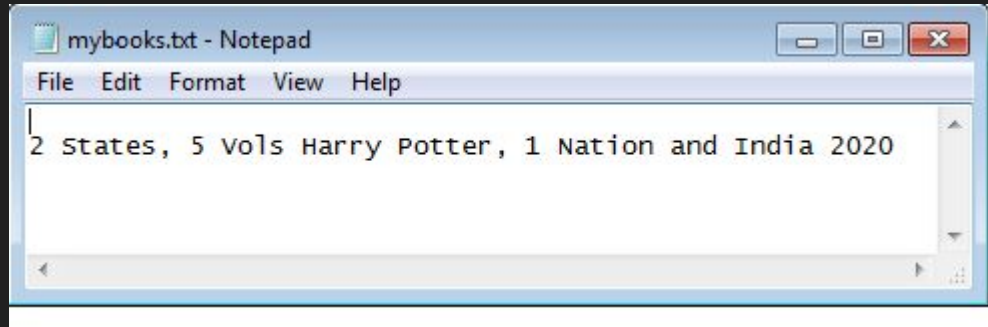 mybooks.txt - Notepad
File Edit Format View Help
2 States, 5 Vols Harry Potter, 1 Nation and India 2020